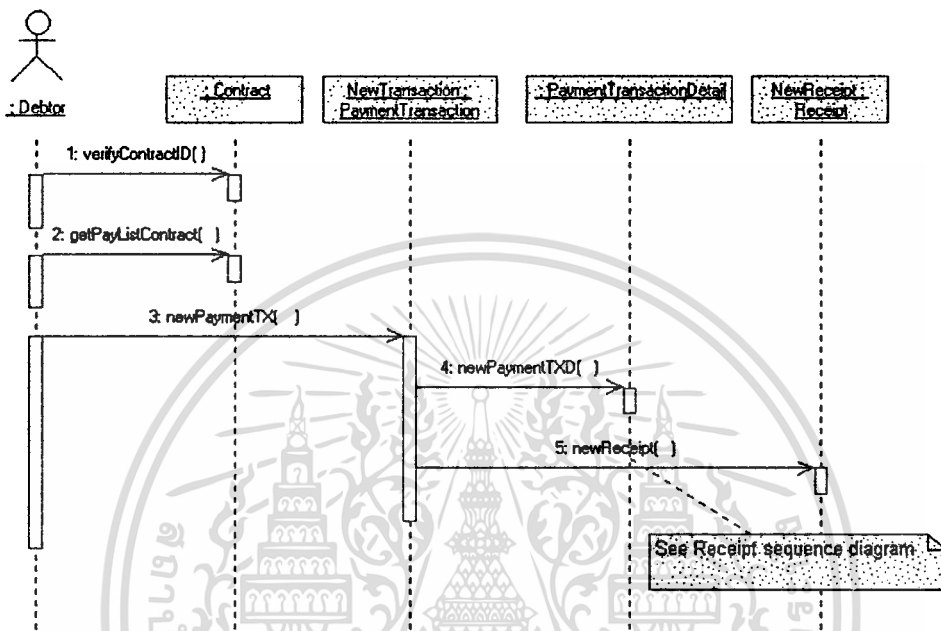 : Debtor
: Contract
NewTransaction :
PaymentTransaction
: PaymentTransactionDetail
NewReceipt :
Receipt
1: verifyContractID( )
2: getPayListContract( )
3: newPaymentTX( )
4: newPaymentTXD( )
5: newReceipt( )
See Receipt sequence diagram